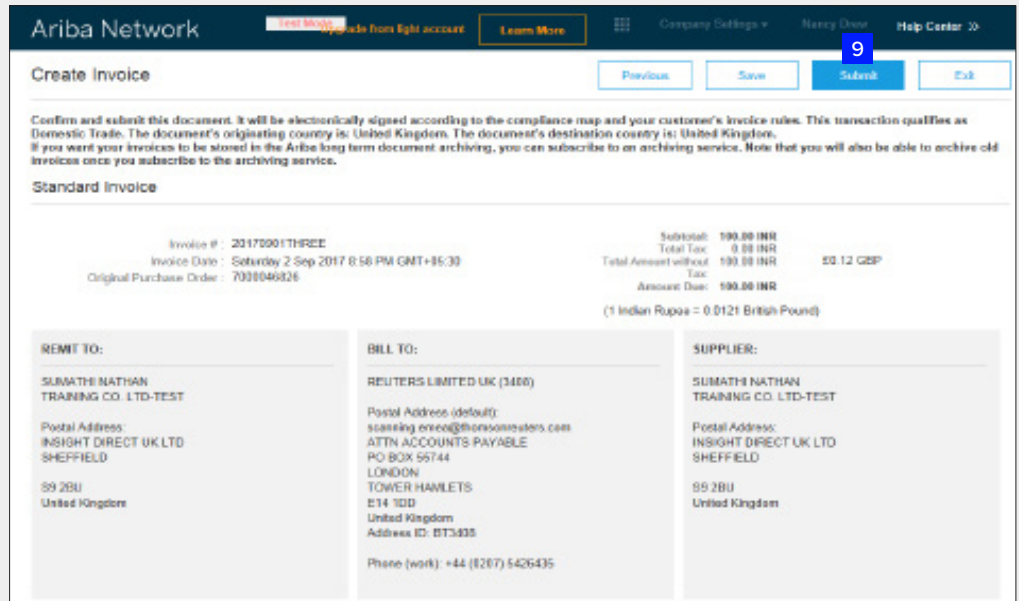 Ariba Network
Test Mode
Upgrade from light account
Learn More
Company Settings ▾
Nancy Drew
Help Center »
9
Create Invoice
Previous
Save
Submit
Exit
Confirm and submit this document. It will be electronically signed according to the compliance map and your customer's invoice rules. This transaction qualifies as
Domestic Trade. The document's originating country is: United Kingdom. The document's destination country is: United Kingdom.
If you want your invoices to be stored in the Ariba long term document archiving, you can subscribe to an archiving service. Note that you will also be able to archive old
invoices once you subscribe to the archiving service.
Standard Invoice
Invoice # : 20170901THREE
Invoice Date : Saturday 2 Sep 2017 8:58 PM GMT+05:30
Original Purchase Order : 7000046826
Subtotal: 100.00 INR
Total Tax: 0.00 INR
Total Amount without 100.00 INR £0.12 GBP
Tax:
Amount Due: 100.00 INR
(1 Indian Rupee = 0.0121 British Pound)
REMIT TO:
SUMATHI NATHAN
TRAINING CO. LTD-TEST
Postal Address:
INSIGHT DIRECT UK LTD
SHEFFIELD
S9 2BU
United Kingdom
BILL TO:
REUTERS LIMITED UK (3408)
Postal Address (default):
scanning.emea@thomsonreuters.com
ATTN ACCOUNTS PAYABLE
PO BOX 56744
LONDON
TOWER HAMLETS
E14 1DD
United Kingdom
Address ID: BT3408
Phone (work): +44 (0207) 5426435
SUPPLIER:
SUMATHI NATHAN
TRAINING CO. LTD-TEST
Postal Address:
INSIGHT DIRECT UK LTD
SHEFFIELD
S9 2BU
United Kingdom